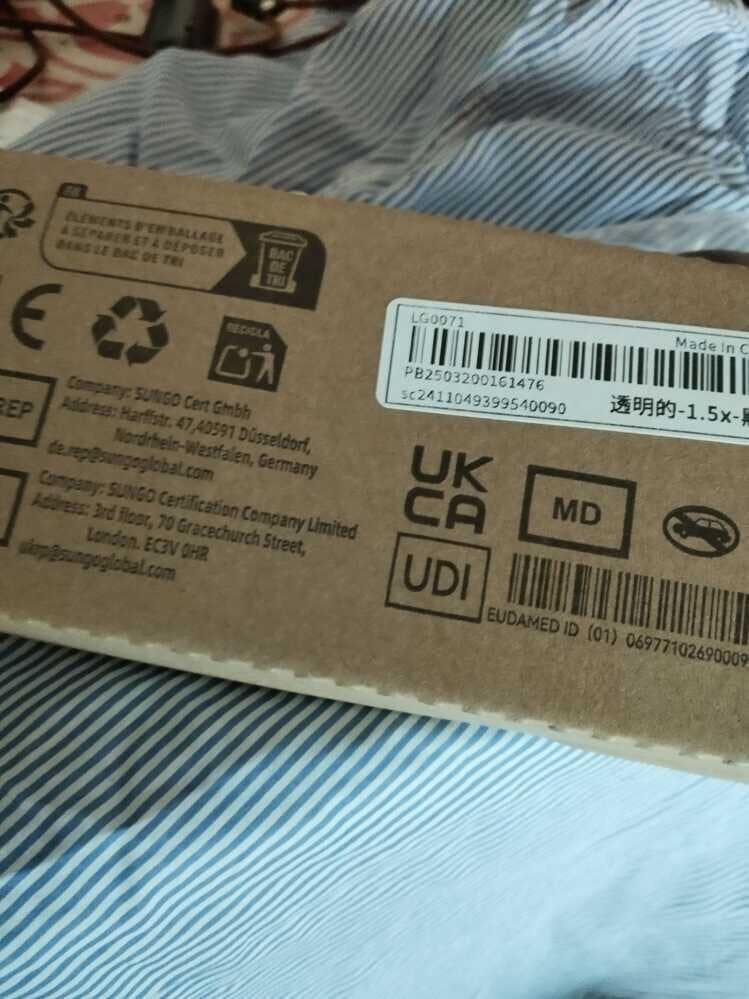 FR
ÉLÉMENTS D'EMBALLAGE
À SÉPARER ET À DÉPOSER
DANS LE BAC DE TRI
BAC
DE
TRI
CE
RECICLA
REP
Company: SUNGO Cert Gmbh
Address: Harffstr. 47,40591 Düsseldorf,
Nordrhein-Westfalen, Germany
de.rep@sungoglobal.com
Company: SUNGO Certification Company Limited
Address: 3rd floor, 70 Gracechurch Street,
London. EC3V 0HR
ukrp@sungoglobal.com
LG0071
Made in C
PB2503200161476
sc2411049399540090
透明的-1.5x-
UK
CA
MD
UDI
EUDAMED ID (01) 06977102690009